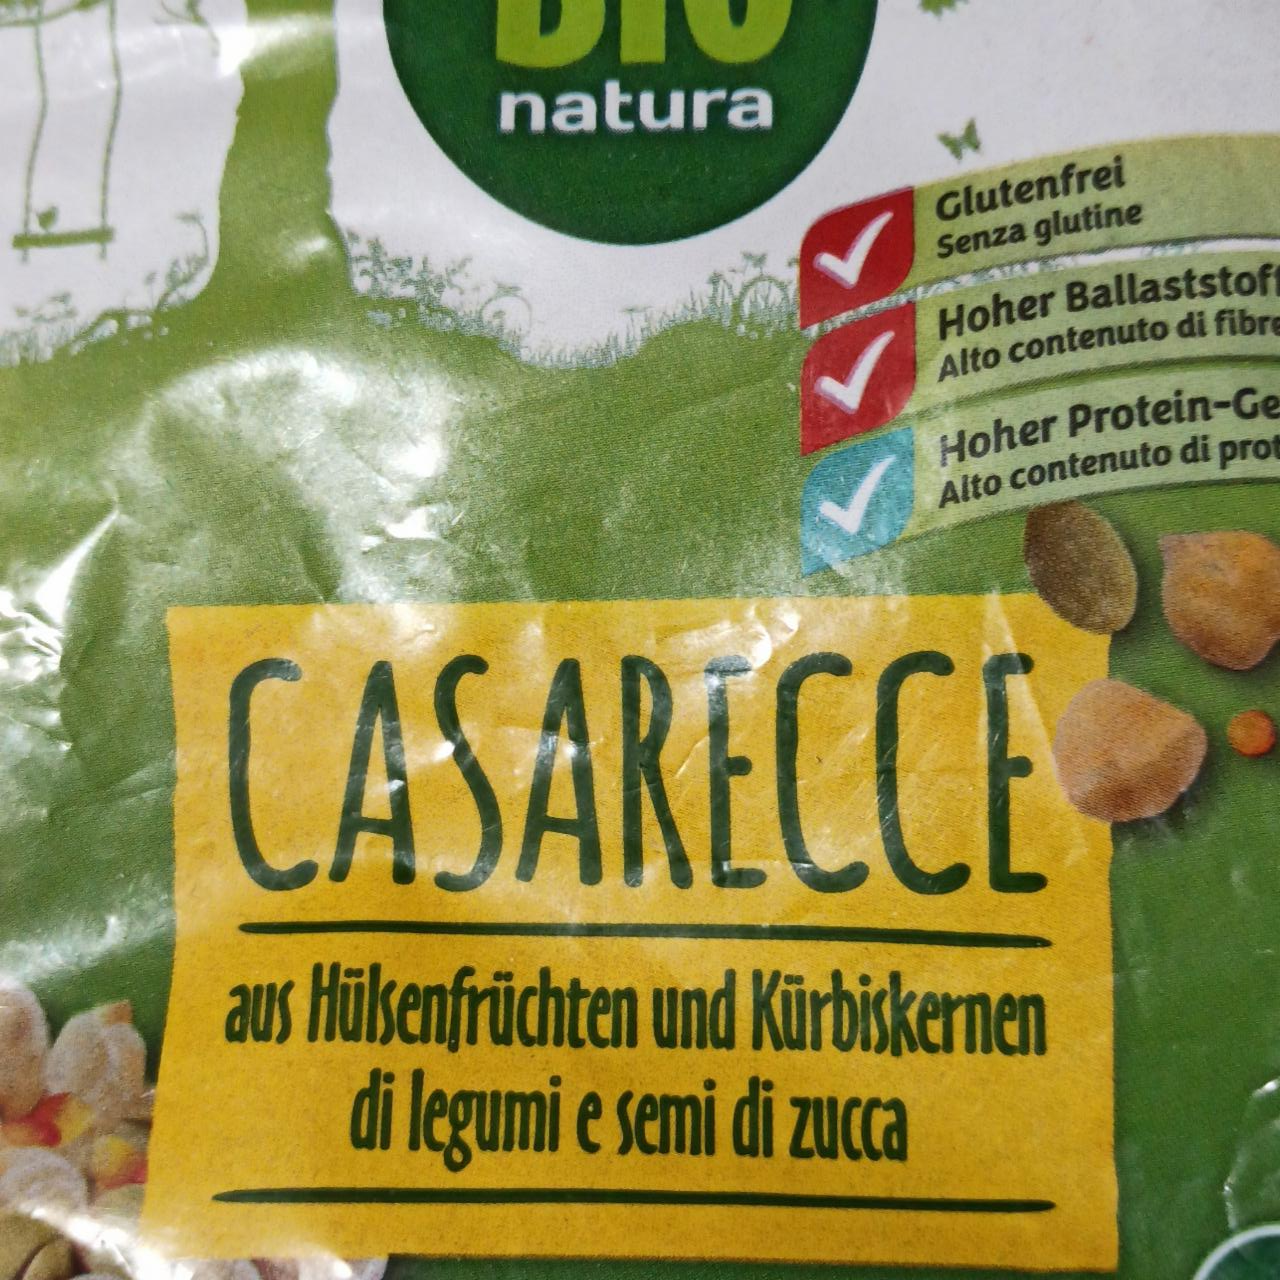 BIO
natura
Glutenfrei
Senza glutine
Hoher Ballaststoff
Alto contenuto di fibre
Hoher Protein-Ge
Alto contenuto di prot
CASARECCE
aus Hülsenfrüchten und Kürbiskernen
di legumi e semi di zucca